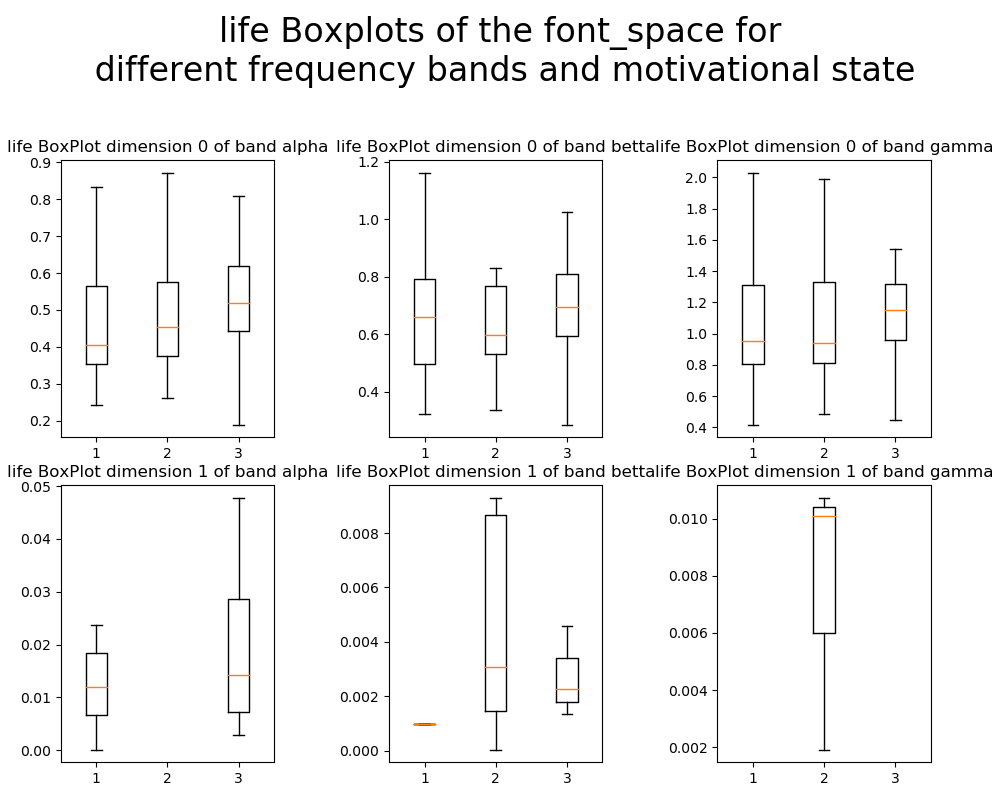 life Boxplots of the font_space for
different frequency bands and motivational state
life BoxPlot dimension 0 of band alpha
0.9
0.8
0.7
0.6
0.5
0.4
0.3
0.2
1 2 3
life BoxPlot dimension 0 of band betta
1.2
1.0
0.8
0.6
0.4
1 2 3
life BoxPlot dimension 0 of band gamma
2.0
1.8
1.6
1.4
1.2
1.0
0.8
0.6
0.4
1 2 3
life BoxPlot dimension 1 of band alpha
0.05
0.04
0.03
0.02
0.01
0.00
1 2 3
life BoxPlot dimension 1 of band betta
0.008
0.006
0.004
0.002
0.000
1 2 3
life BoxPlot dimension 1 of band gamma
0.010
0.008
0.006
0.004
0.002
1 2 3